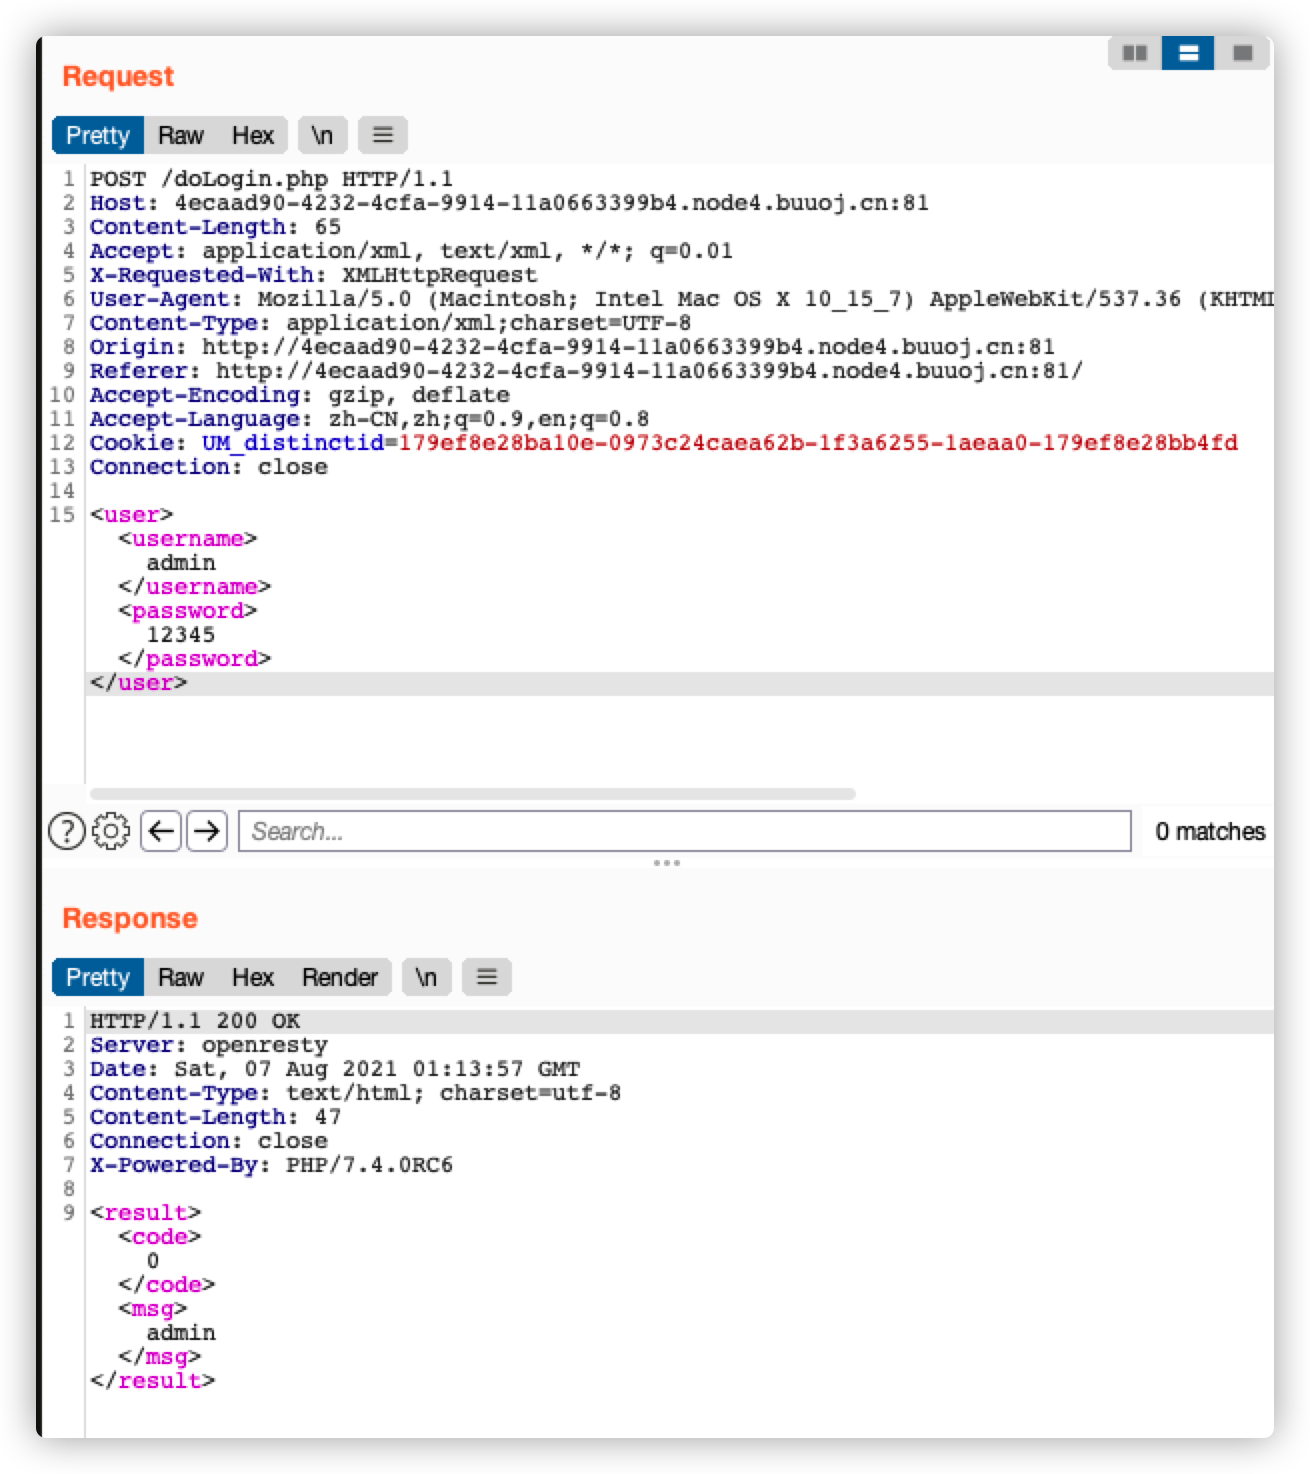 Request
Pretty Raw Hex \n
1 POST /doLogin.php HTTP/1.1
2 Host: 4ecaad90-4232-4cfa-9914-11a0663399b4.node4.buuoj.cn:81
3 Content-Length: 65
4 Accept: application/xml, text/xml, */*; q=0.01
5 X-Requested-With: XMLHttpRequest
6 User-Agent: Mozilla/5.0 (Macintosh; Intel Mac OS X 10_15_7) AppleWebKit/537.36 (KHTML
7 Content-Type: application/xml;charset=UTF-8
8 Origin: http://4ecaad90-4232-4cfa-9914-11a0663399b4.node4.buuoj.cn:81
9 Referer: http://4ecaad90-4232-4cfa-9914-11a0663399b4.node4.buuoj.cn:81/
10 Accept-Encoding: gzip, deflate
11 Accept-Language: zh-CN,zh;q=0.9,en;q=0.8
12 Cookie: UM_distinctid=179ef8e28ba10e-0973c24caea62b-1f3a6255-1aeaa0-179ef8e28bb4fd
13 Connection: close
14
15 <user>
<username>
admin
</username>
<password>
12345
</password>
</user>
? Search... 0 matches
Response
Pretty Raw Hex Render \n
1 HTTP/1.1 200 OK
2 Server: openresty
3 Date: Sat, 07 Aug 2021 01:13:57 GMT
4 Content-Type: text/html; charset=utf-8
5 Content-Length: 47
6 Connection: close
7 X-Powered-By: PHP/7.4.0RC6
8
9 <result>
<code>
0
</code>
<msg>
admin
</msg>
</result>